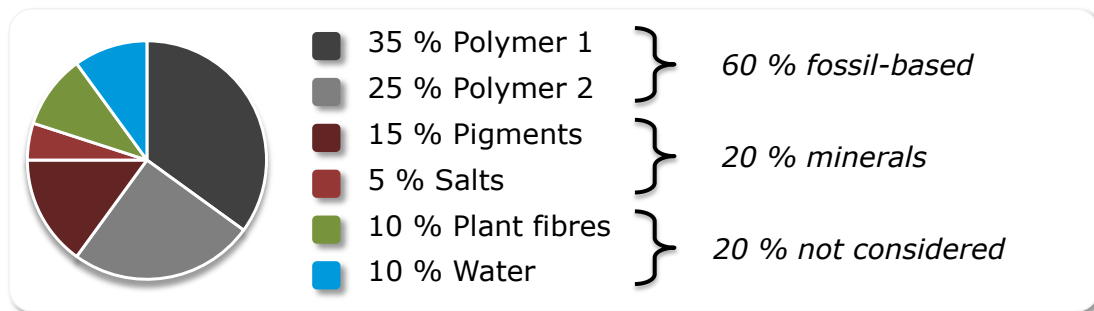 35 % Polymer 1
25 % Polymer 2
60 % fossil-based
15 % Pigments
5 % Salts
20 % minerals
10 % Plant fibres
10 % Water
20 % not considered